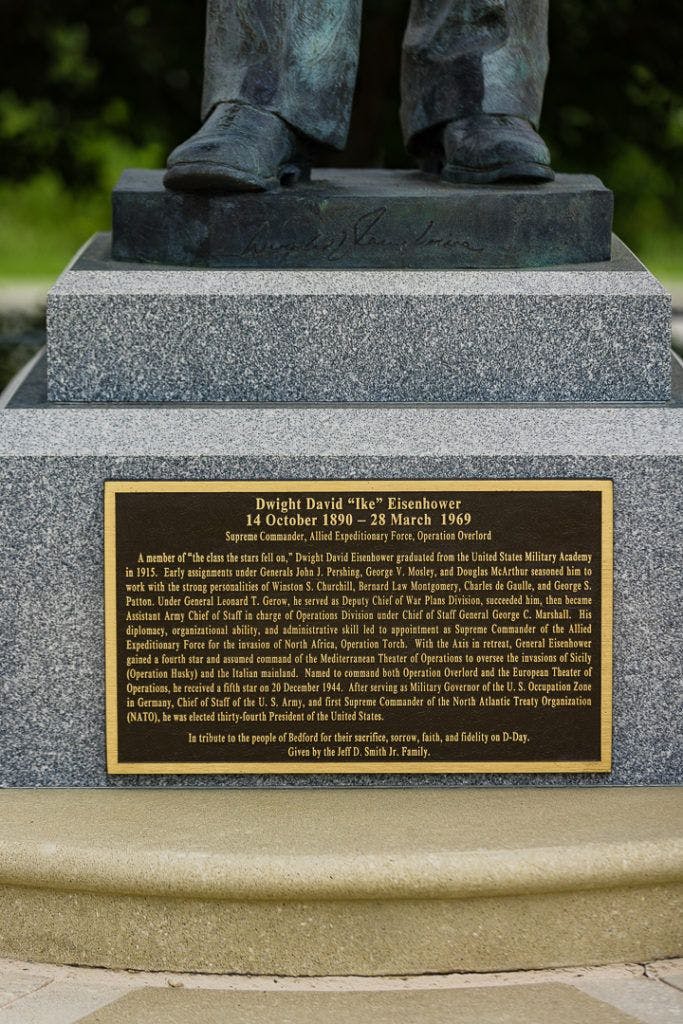 Dwight David Eisenhower
Dwight David “Ike” Eisenhower
14 October 1890 – 28 March 1969
Supreme Commander, Allied Expeditionary Force, Operation Overlord
A member of “the class the stars fell on,” Dwight David Eisenhower graduated from the United States Military Academy
in 1915. Early assignments under Generals John J. Pershing, George V. Mosley, and Douglas McArthur seasoned him to
work with the strong personalities of Winston S. Churchill, Bernard Law Montgomery, Charles de Gaulle, and George S.
Patton. Under General Leonard T. Gerow, he served as Deputy Chief of War Plans Division, succeeded him, then became
Assistant Army Chief of Staff in charge of Operations Division under Chief of Staff General George C. Marshall. His
diplomacy, organizational ability, and administrative skill led to appointment as Supreme Commander of the Allied
Expeditionary Force for the invasion of North Africa, Operation Torch. With the Axis in retreat, General Eisenhower
gained a fourth star and assumed command of the Mediterranean Theater of Operations to oversee the invasions of Sicily
(Operation Husky) and the Italian mainland. Named to command both Operation Overlord and the European Theater of
Operations, he received a fifth star on 20 December 1944. After serving as Military Governor of the U. S. Occupation Zone
in Germany, Chief of Staff of the U. S. Army, and first Supreme Commander of the North Atlantic Treaty Organization
(NATO), he was elected thirty-fourth President of the United States.
In tribute to the people of Bedford for their sacrifice, sorrow, faith, and fidelity on D-Day.
Given by the Jeff D. Smith Jr. Family.